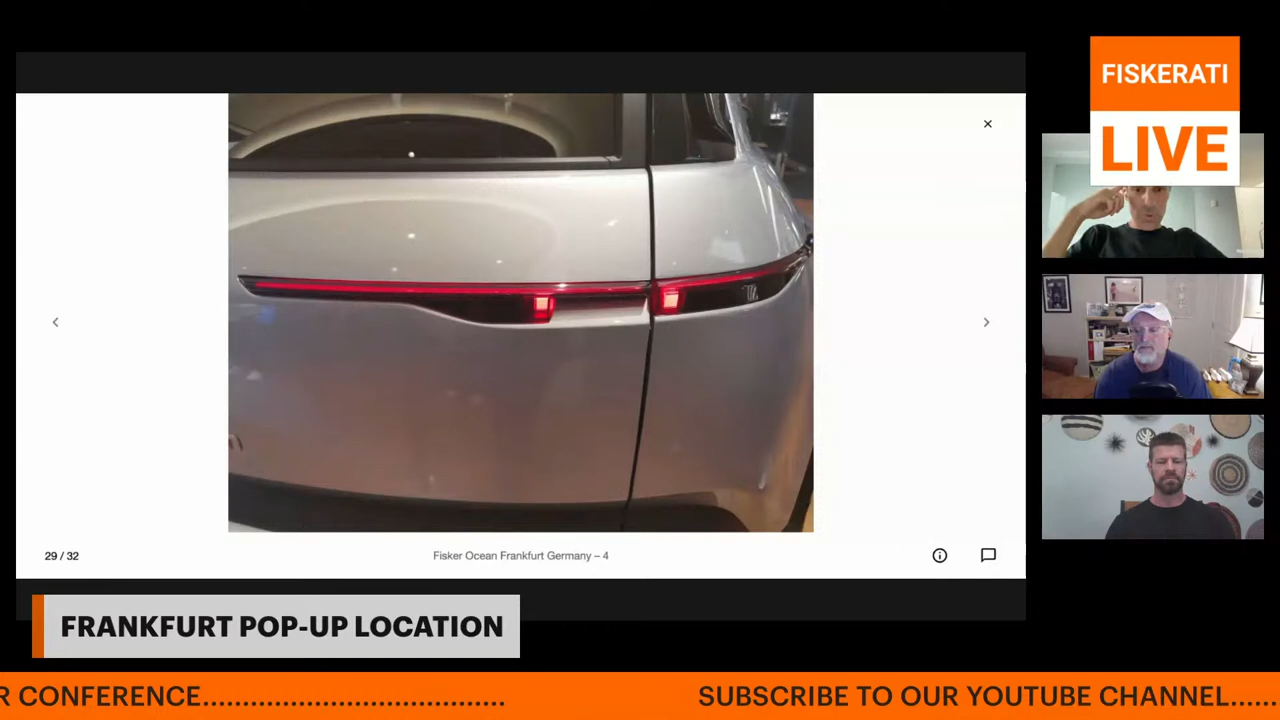 FISKERATI
LIVE
29 / 32
Fisker Ocean Frankfurt Germany – 4
FRANKFURT POP-UP LOCATION
R CONFERENCE................................................
SUBSCRIBE TO OUR YOUTUBE CHANNEL......